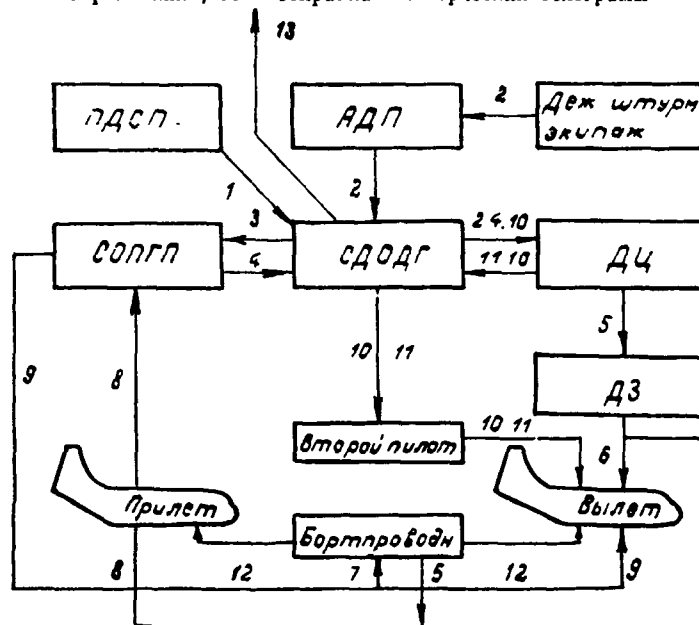 13
ПДСП.
АДП
2
Деж штурм
экипаж
1
2
СОПГП
3
4
СДОДГ
2 4.10
11 10
ДЦ
5
9
8
10 11
ДЗ
Второй пилот
10 11
6
Прилет
Вылет
Бортпроводн
8
12
7
5
12
9